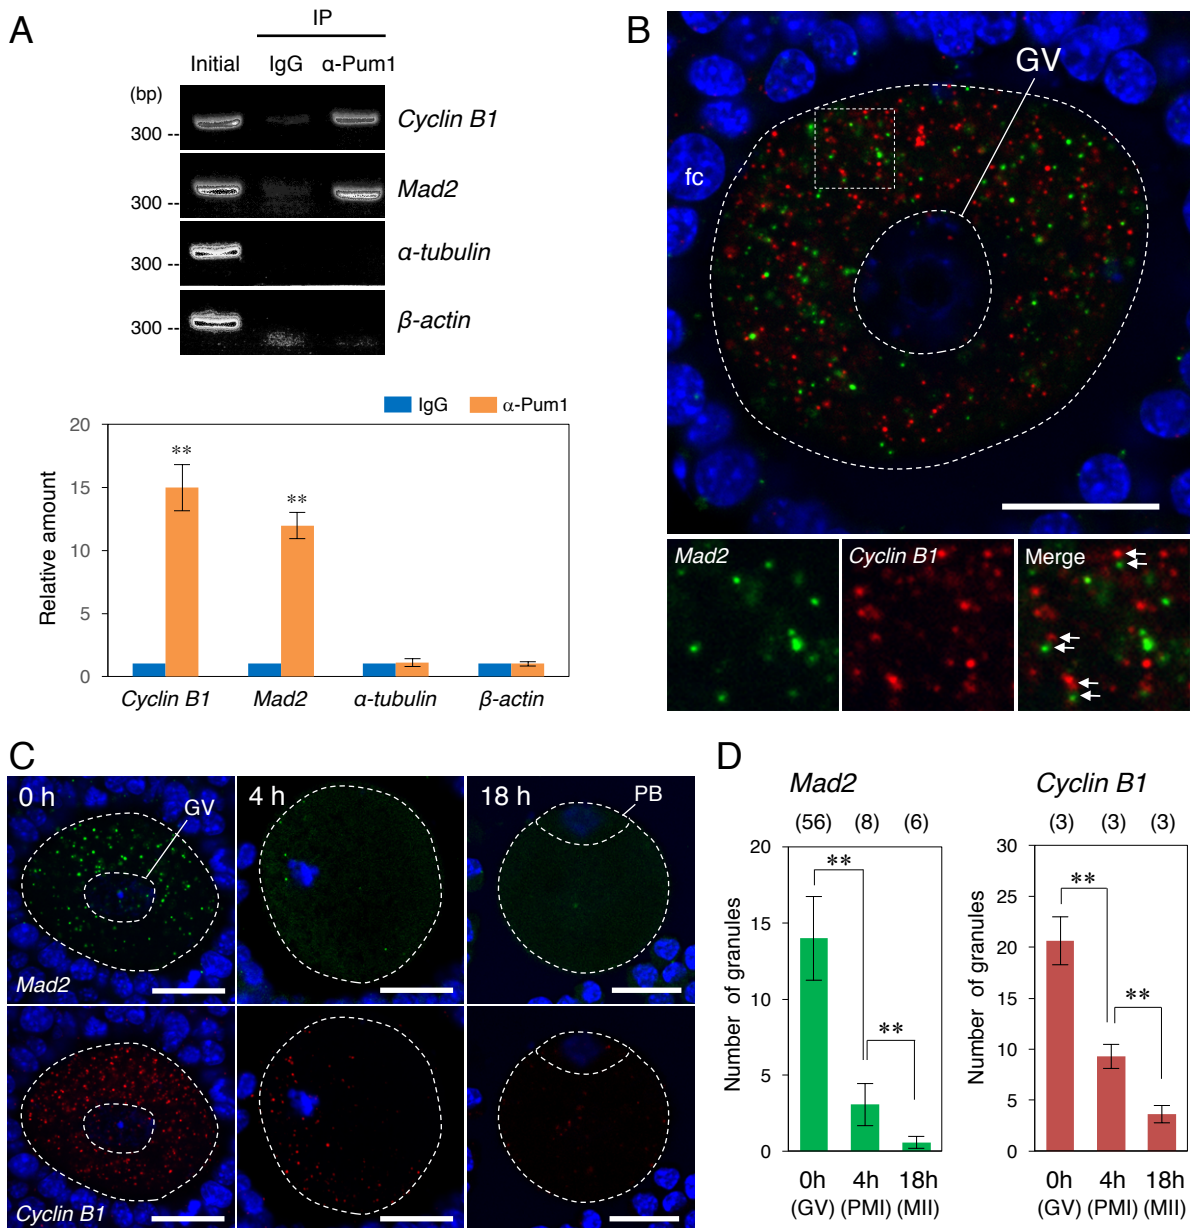 A
IP
Initial IgG α-Pum1
(bp)
300 -- Cyclin B1
300 -- Mad2
300 -- α-tubulin
300 -- β-actin
IgG α-Pum1
Relative amount
20
15
10
5
0
** **
Cyclin B1 Mad2 α-tubulin β-actin
B
GV
fc
Mad2 Cyclin B1 Merge
C
0 h 4 h 18 h
GV PB
Mad2
Cyclin B1
D
Mad2
(56) (8) (6)
Number of granules
20
15
10
5
0
**
**
0h 4h 18h
(GV) (PMI) (MII)
Cyclin B1
(3) (3) (3)
Number of granules
30
25
20
15
10
5
0
**
**
0h 4h 18h
(GV) (PMI) (MII)